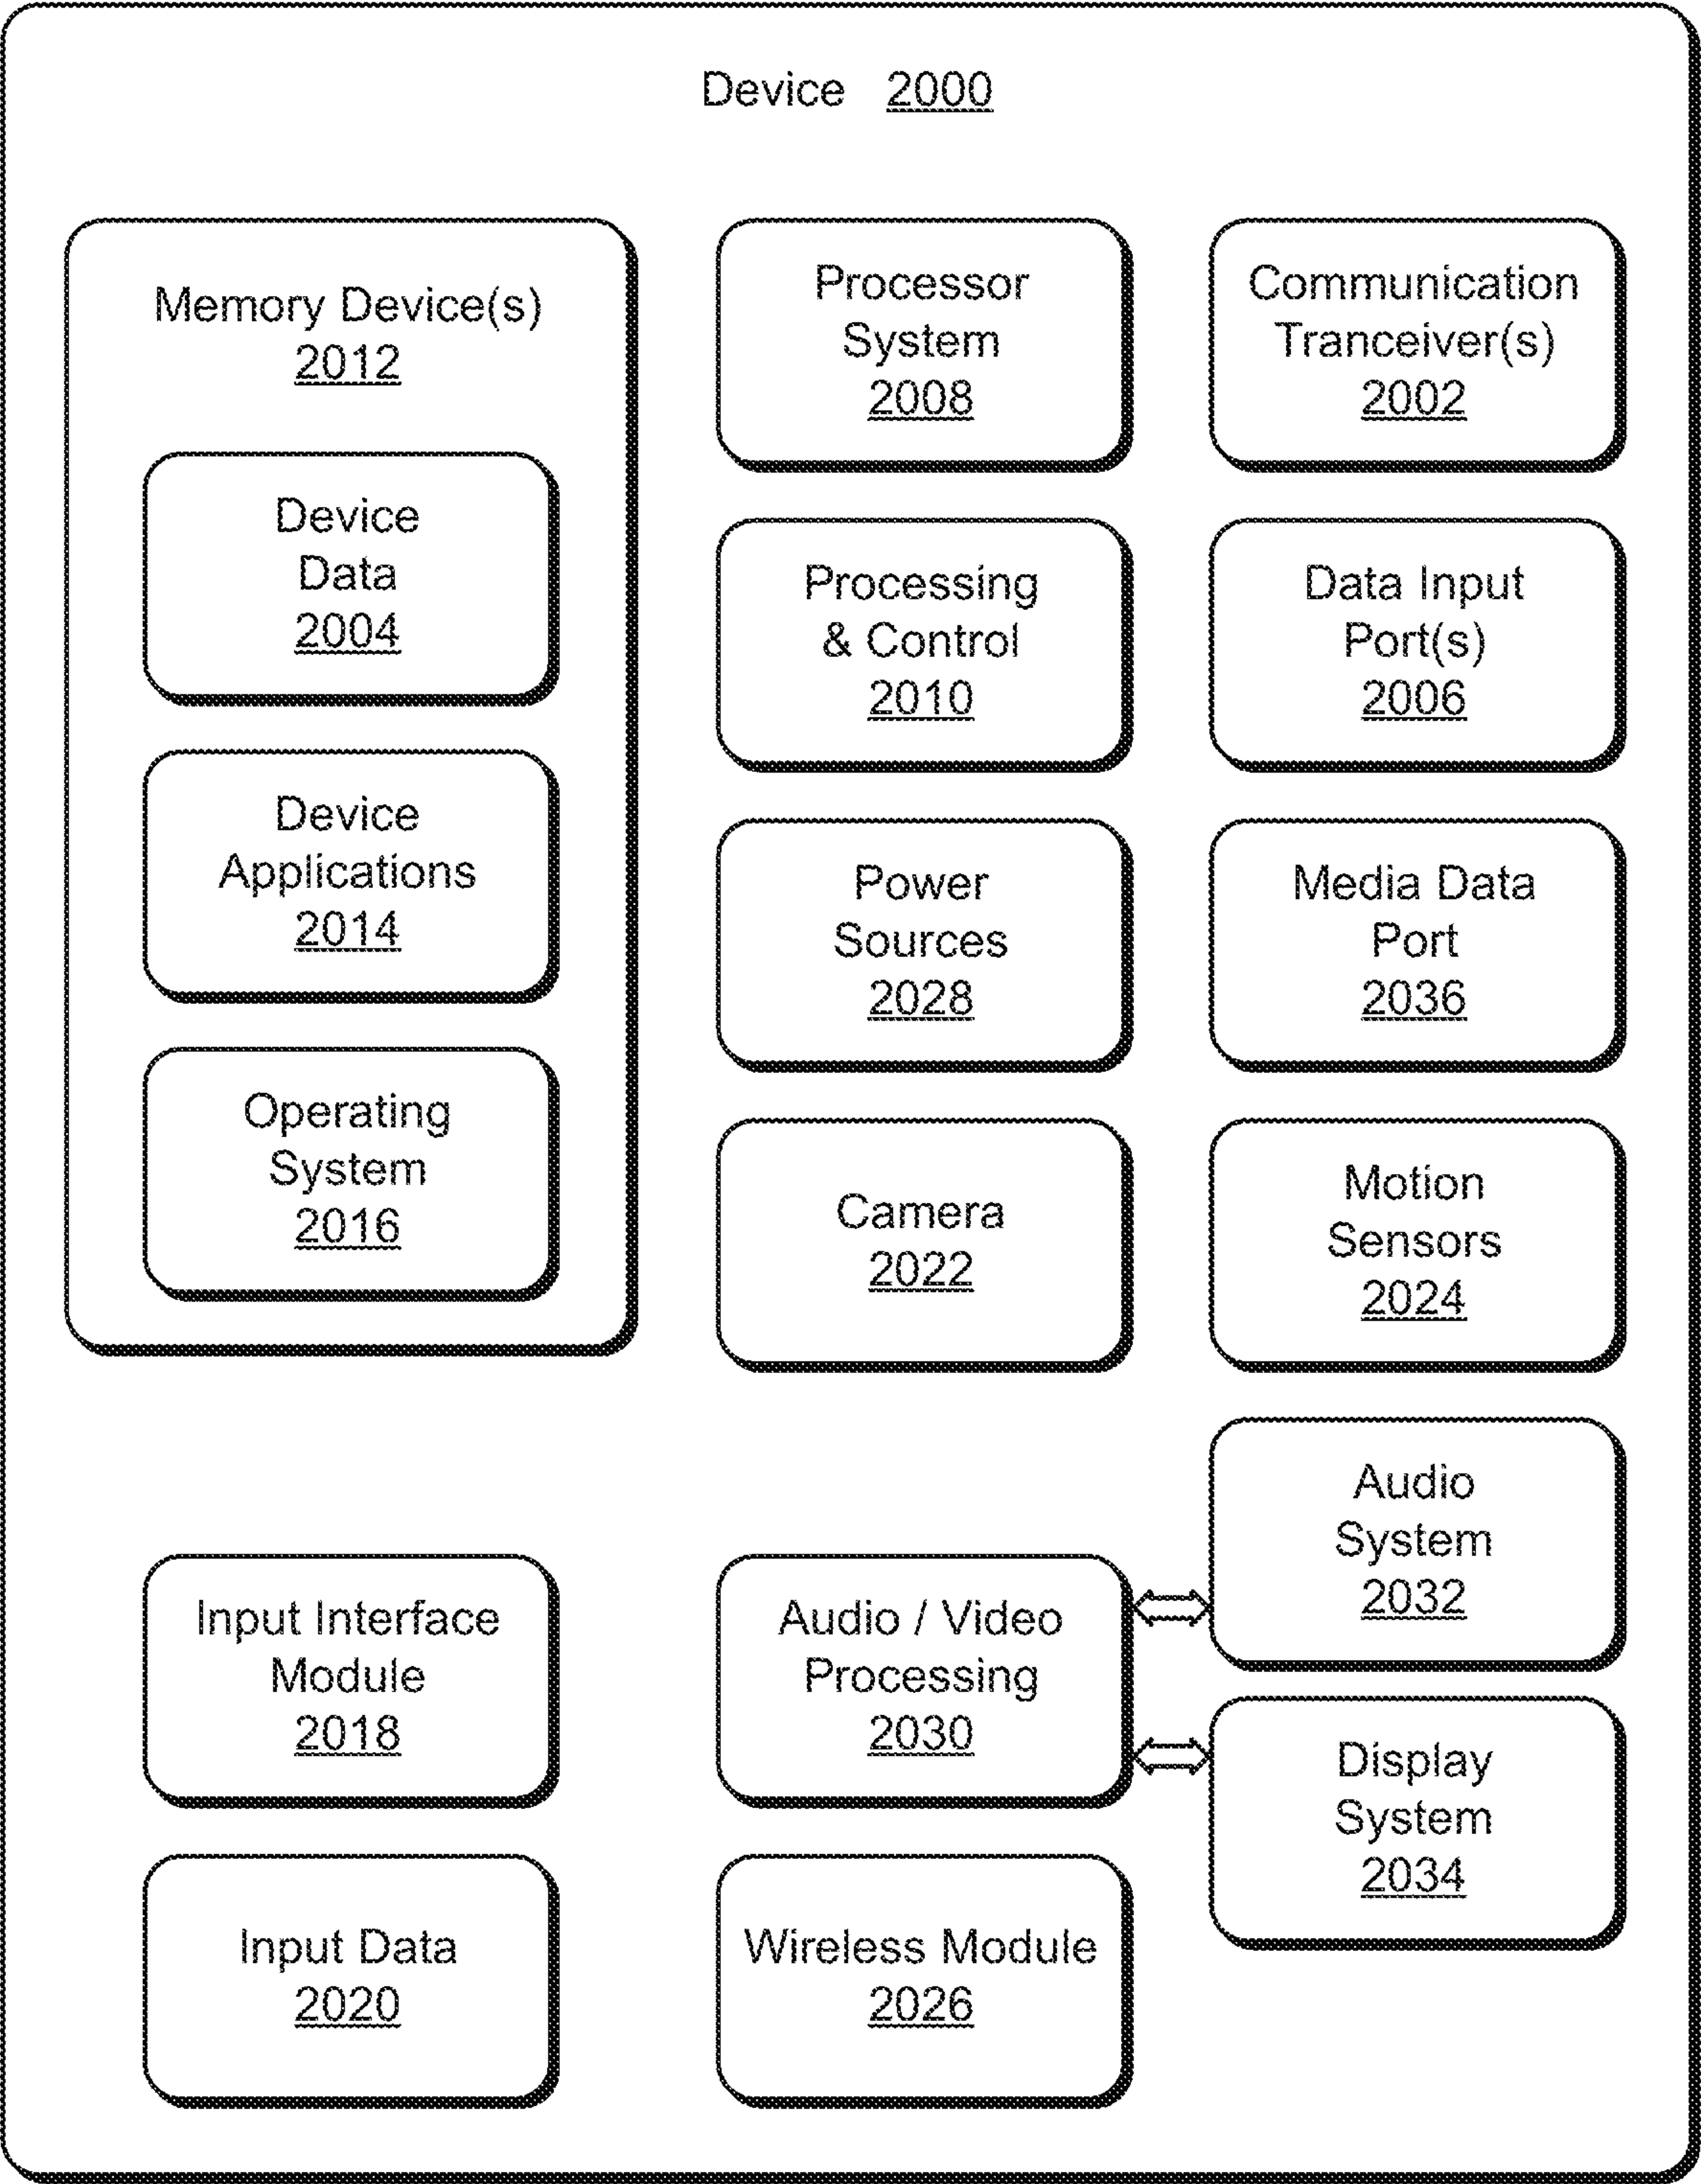 Device 2000
Memory Device(s)
2012
Device
Data
2004
Device
Applications
2014
Operating
System
2016
Processor
System
2008
Communication
Tranceiver(s)
2002
Processing
& Control
2010
Data Input
Port(s)
2006
Power
Sources
2028
Media Data
Port
2036
Camera
2022
Motion
Sensors
2024
Input Interface
Module
2018
Audio / Video
Processing
2030
Audio
System
2032
Display
System
2034
Input Data
2020
Wireless Module
2026